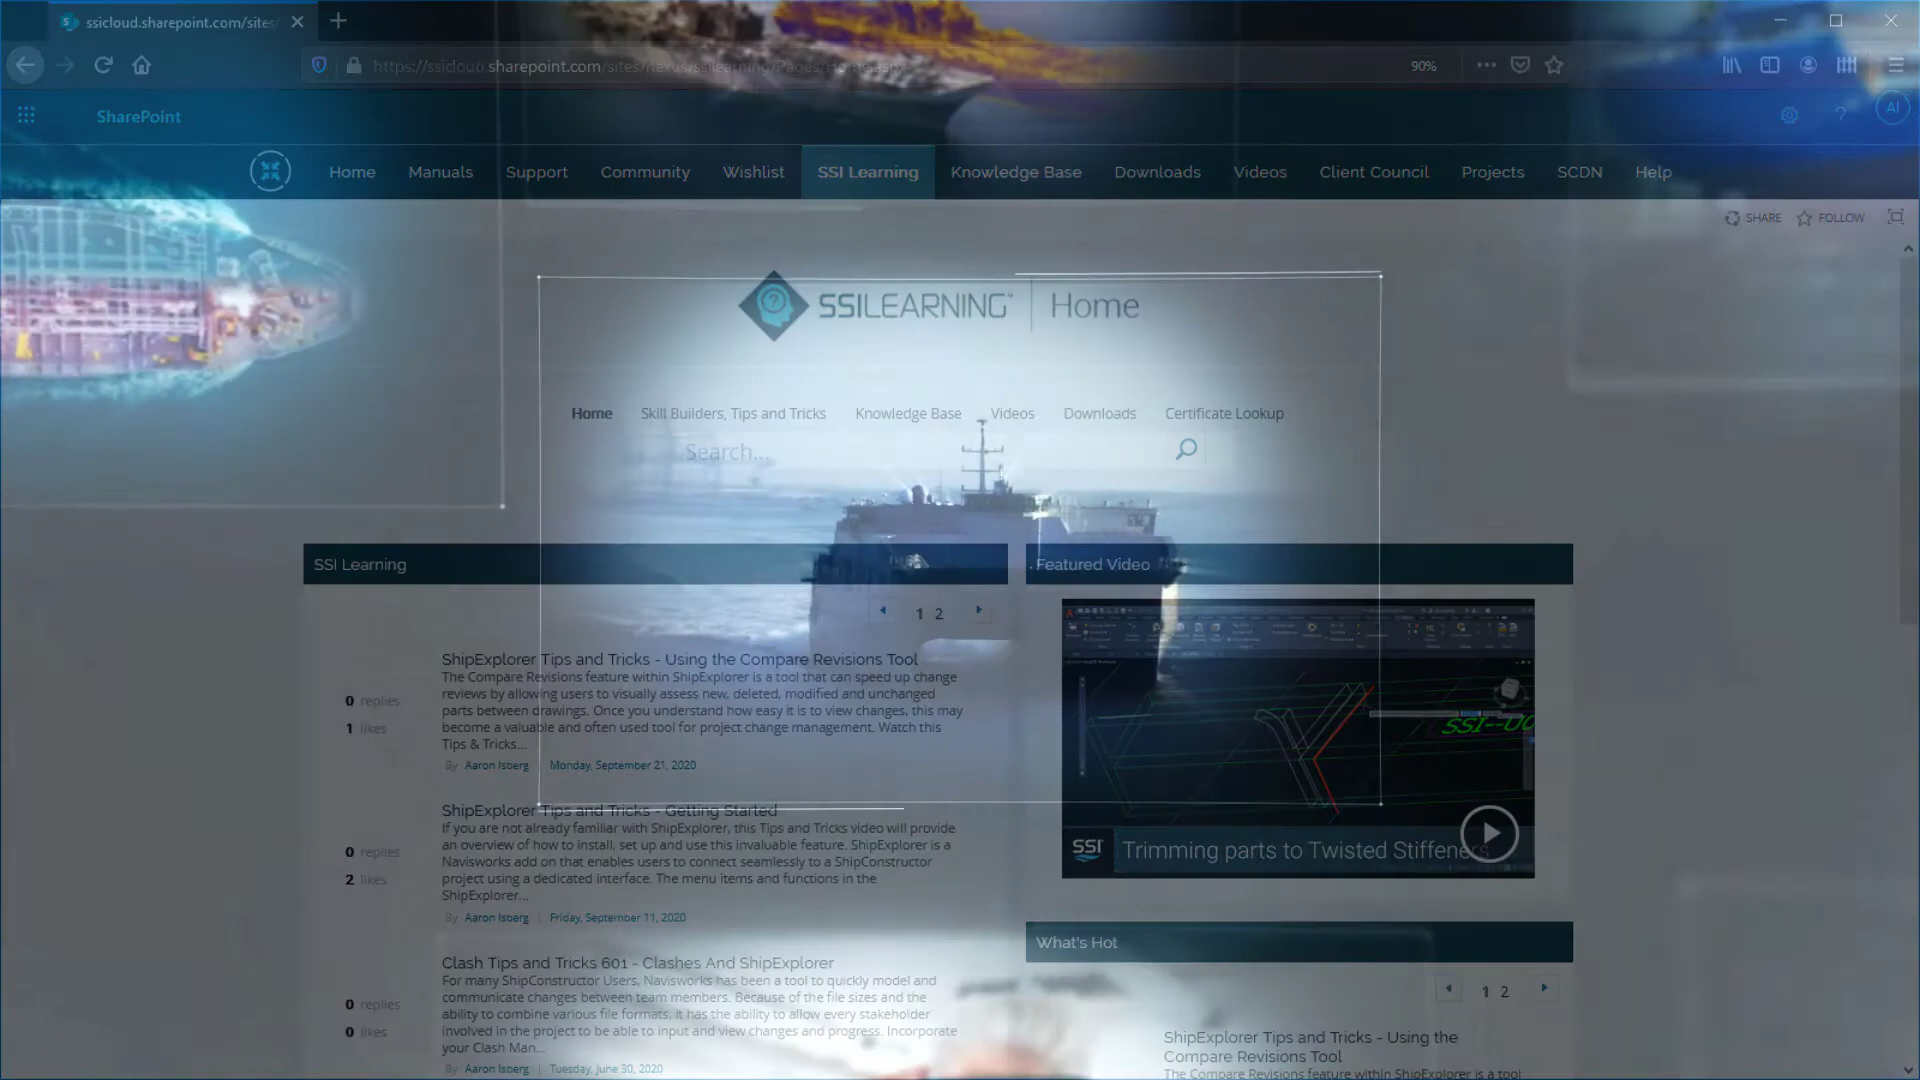 ssicloud.sharepoint.com/sites/
https://ssicloud.sharepoint.com/sites/nexus/ssilearning/Pages/Home.aspx
90%
SharePoint
AI
Home Manuals Support Community Wishlist SSI Learning Knowledge Base Downloads Videos Client Council Projects SCDN Help
SHARE FOLLOW
SSILEARNING™ | Home
Home Skill Builders, Tips and Tricks Knowledge Base Videos Downloads Certificate Lookup
Search...
SSI Learning
1 2
ShipExplorer Tips and Tricks - Using the Compare Revisions Tool
The Compare Revisions feature within ShipExplorer is a tool that can speed up change
reviews by allowing users to visually assess new, deleted, modified and unchanged
parts between drawings. Once you understand how easy it is to view changes, this may
become a valuable and often used tool for project change management. Watch this
Tips & Tricks...
0 replies
1 likes
By Aaron Isberg | Monday, September 21, 2020
ShipExplorer Tips and Tricks - Getting Started
If you are not already familiar with ShipExplorer, this Tips and Tricks video will provide
an overview of how to install, set up and use this invaluable feature. ShipExplorer is a
Navisworks add on that enables users to connect seamlessly to a ShipConstructor
project using a dedicated interface. The menu items and functions in the
ShipExplorer...
0 replies
2 likes
By Aaron Isberg | Friday, September 11, 2020
Clash Tips and Tricks 601 - Clashes And ShipExplorer
For many ShipConstructor Users, Navisworks has been a tool to quickly model and
communicate changes between team members. Because of the file sizes and the
ability to combine various file formats, it has the ability to allow every stakeholder
involved in the project to be able to input and view changes and progress. Incorporate
your Clash Man...
0 replies
0 likes
By Aaron Isberg | Tuesday, June 30, 2020
Featured Video
SSI--UC
SSI
Trimming parts to Twisted Stiffeners
What's Hot
1 2
ShipExplorer Tips and Tricks - Using the
Compare Revisions Tool
The Compare Revisions feature within ShipExplorer is a tool